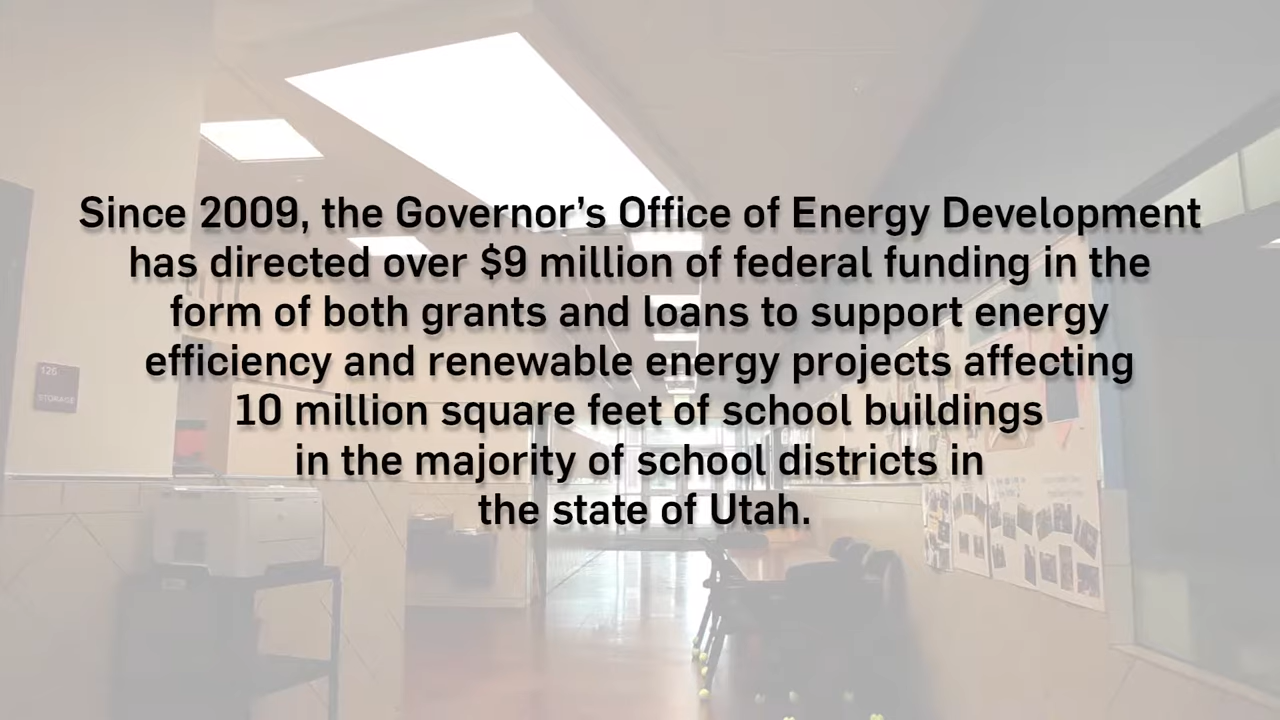 Since 2009, the Governor’s Office of Energy Development
has directed over $9 million of federal funding in the
form of both grants and loans to support energy
efficiency and renewable energy projects affecting
10 million square feet of school buildings
in the majority of school districts in
the state of Utah.
126
STORAGE